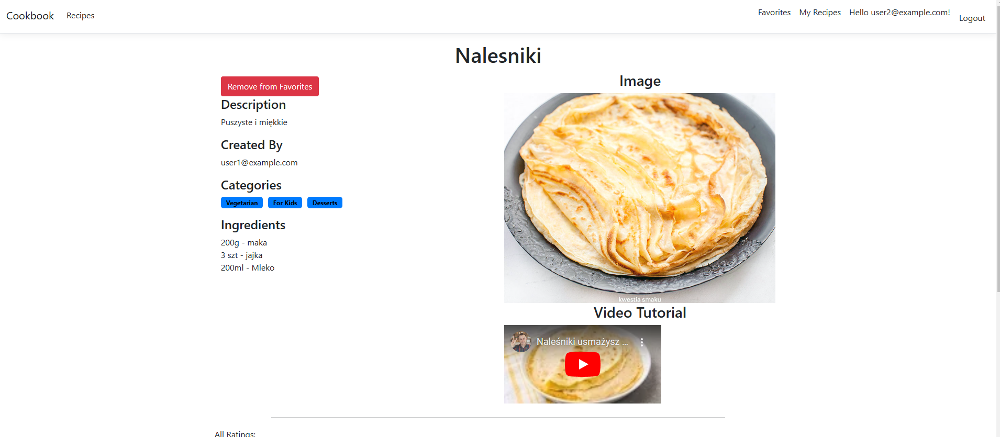 Cookbook Recipes Favorites My Recipes Hello user2@example.com! Logout
Nalesniki
Remove from Favorites
Description
Puszyste i miękkie
Created By
user1@example.com
Categories
Vegetarian For Kids Desserts
Ingredients
200g - maka
3 szt - jajka
200ml - Mleko
Image
kwestia smaku
Video Tutorial
Naleśniki usmażysz ...
All Ratings: